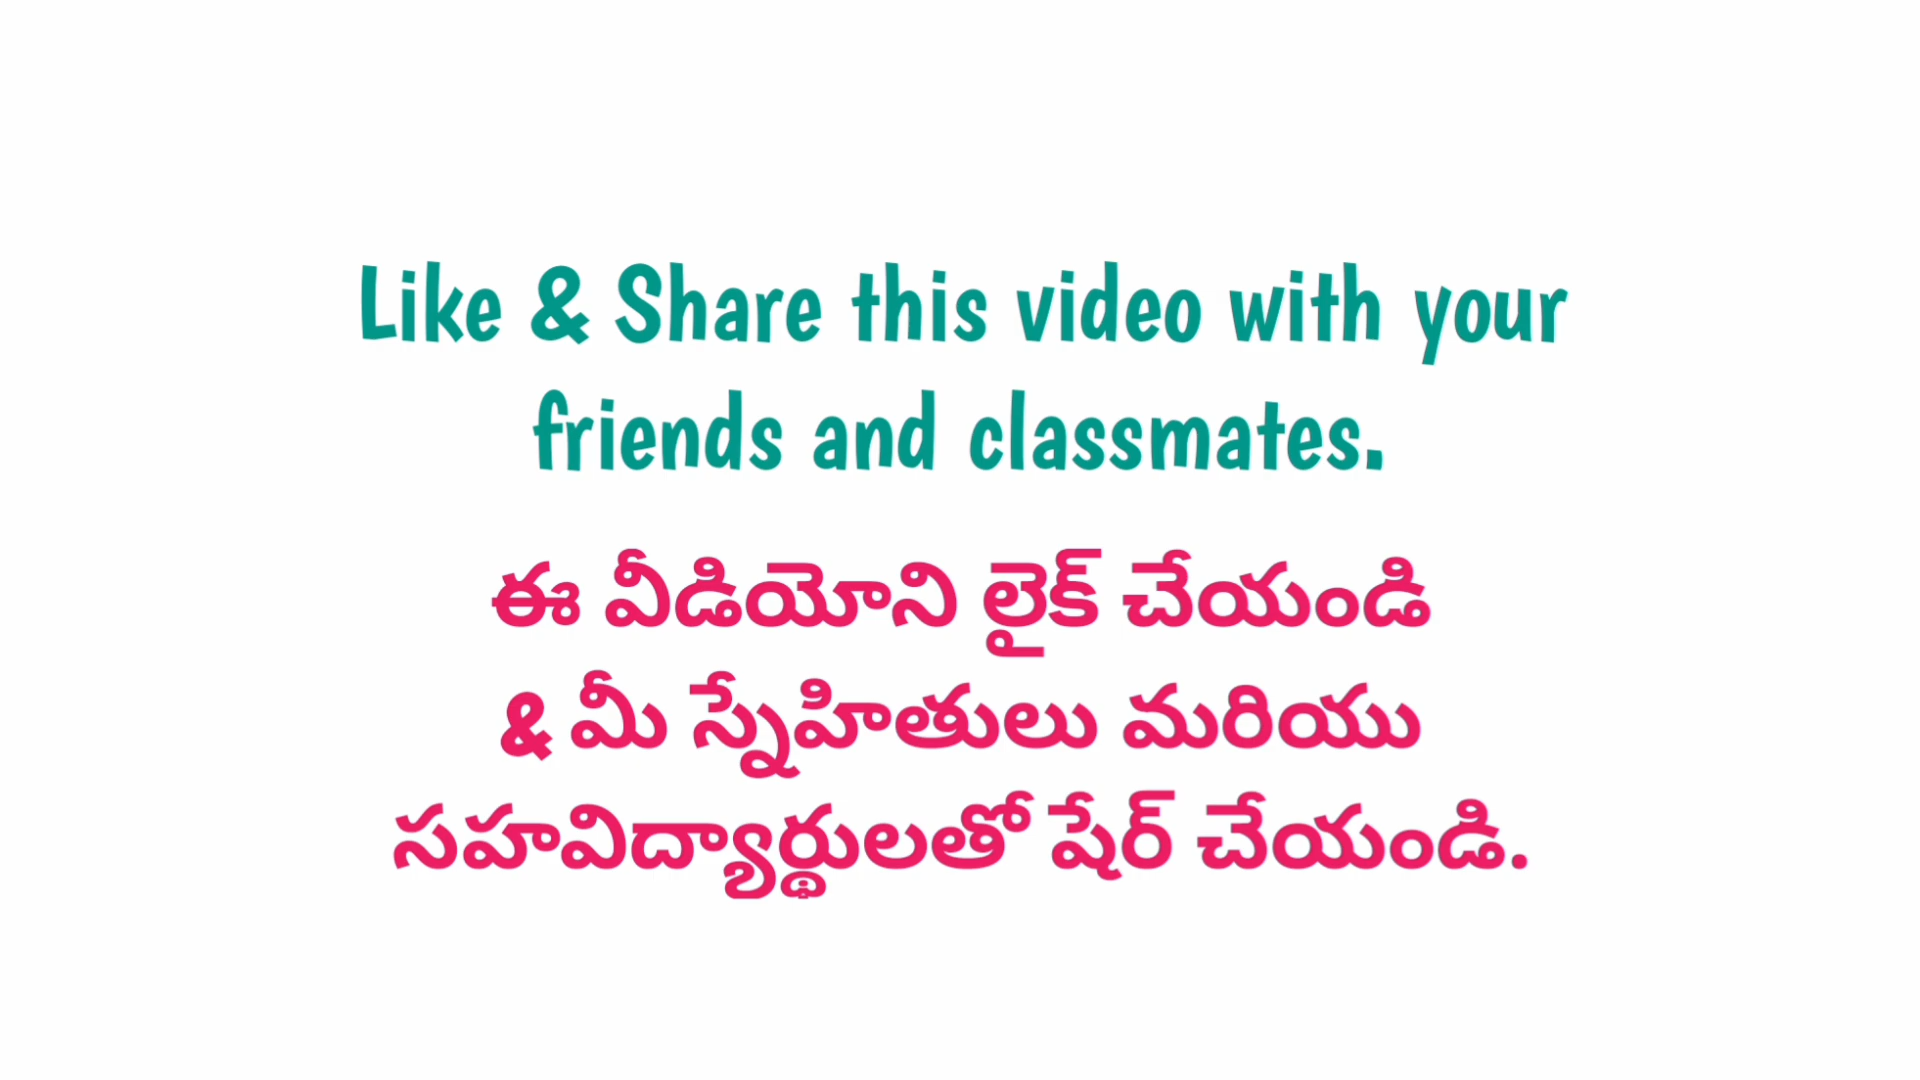 Like & Share this video with your
friends and classmates.
ఈ వీడియోని లైక్ చేయండి
& మీ స్నేహితులు మరియు
సహవిద్యార్థులతో షేర్ చేయండి.